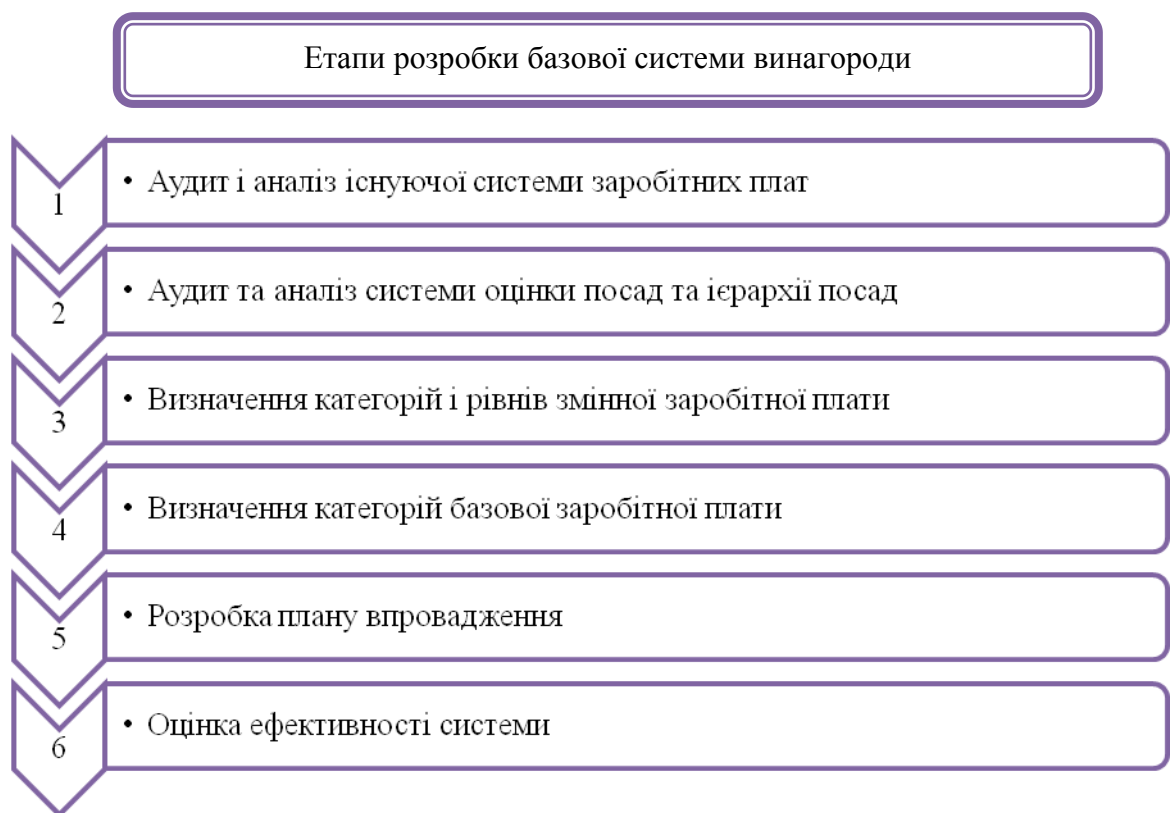 Етапи розробки базової системи винагороди
1
• Аудит і аналіз існуючої системи заробітних плат
2
• Аудит та аналіз системи оцінки посад та ієрархії посад
3
• Визначення категорій і рівнів змінної заробітної плати
4
• Визначення категорій базової заробітної плати
5
• Розробка плану впровадження
6
• Оцінка ефективності системи